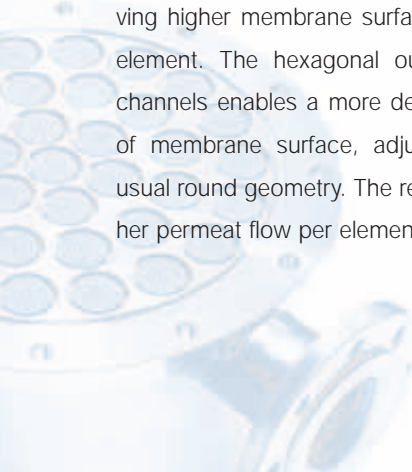 ving higher membrane surfa
element. The hexagonal ou
channels enables a more de
of membrane surface, adju
usual round geometry. The re
her permeat flow per elemen